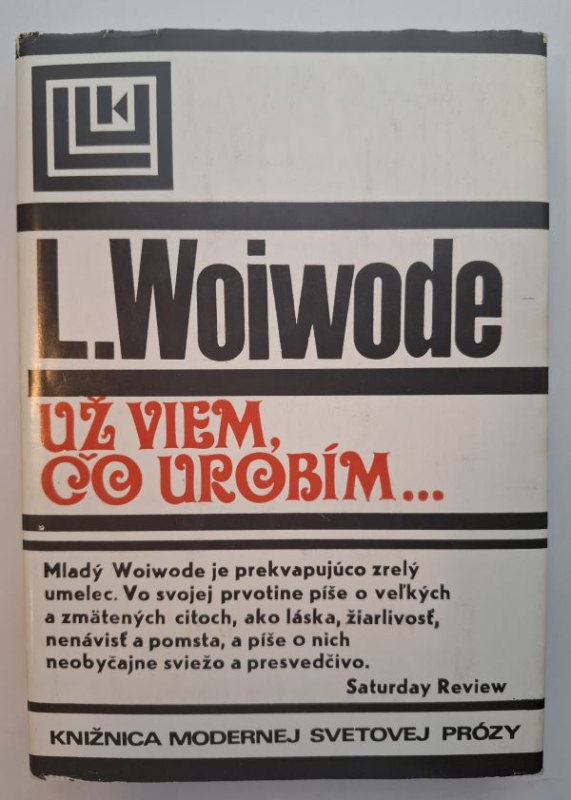 L.Woiwode
UŽ VIEM,
ČO UROBÍM...
Mladý Woiwode je prekvapujúco zrelý
umelec. Vo svojej prvotine píše o veľkých
a zmätených citoch, ako láska, žiarlivosť,
nenávisť a pomsta, a píše o nich
neobyčajne sviežo a presvedčivo.
Saturday Review
KNIŽNICA MODERNEJ SVETOVEJ PRÓZY